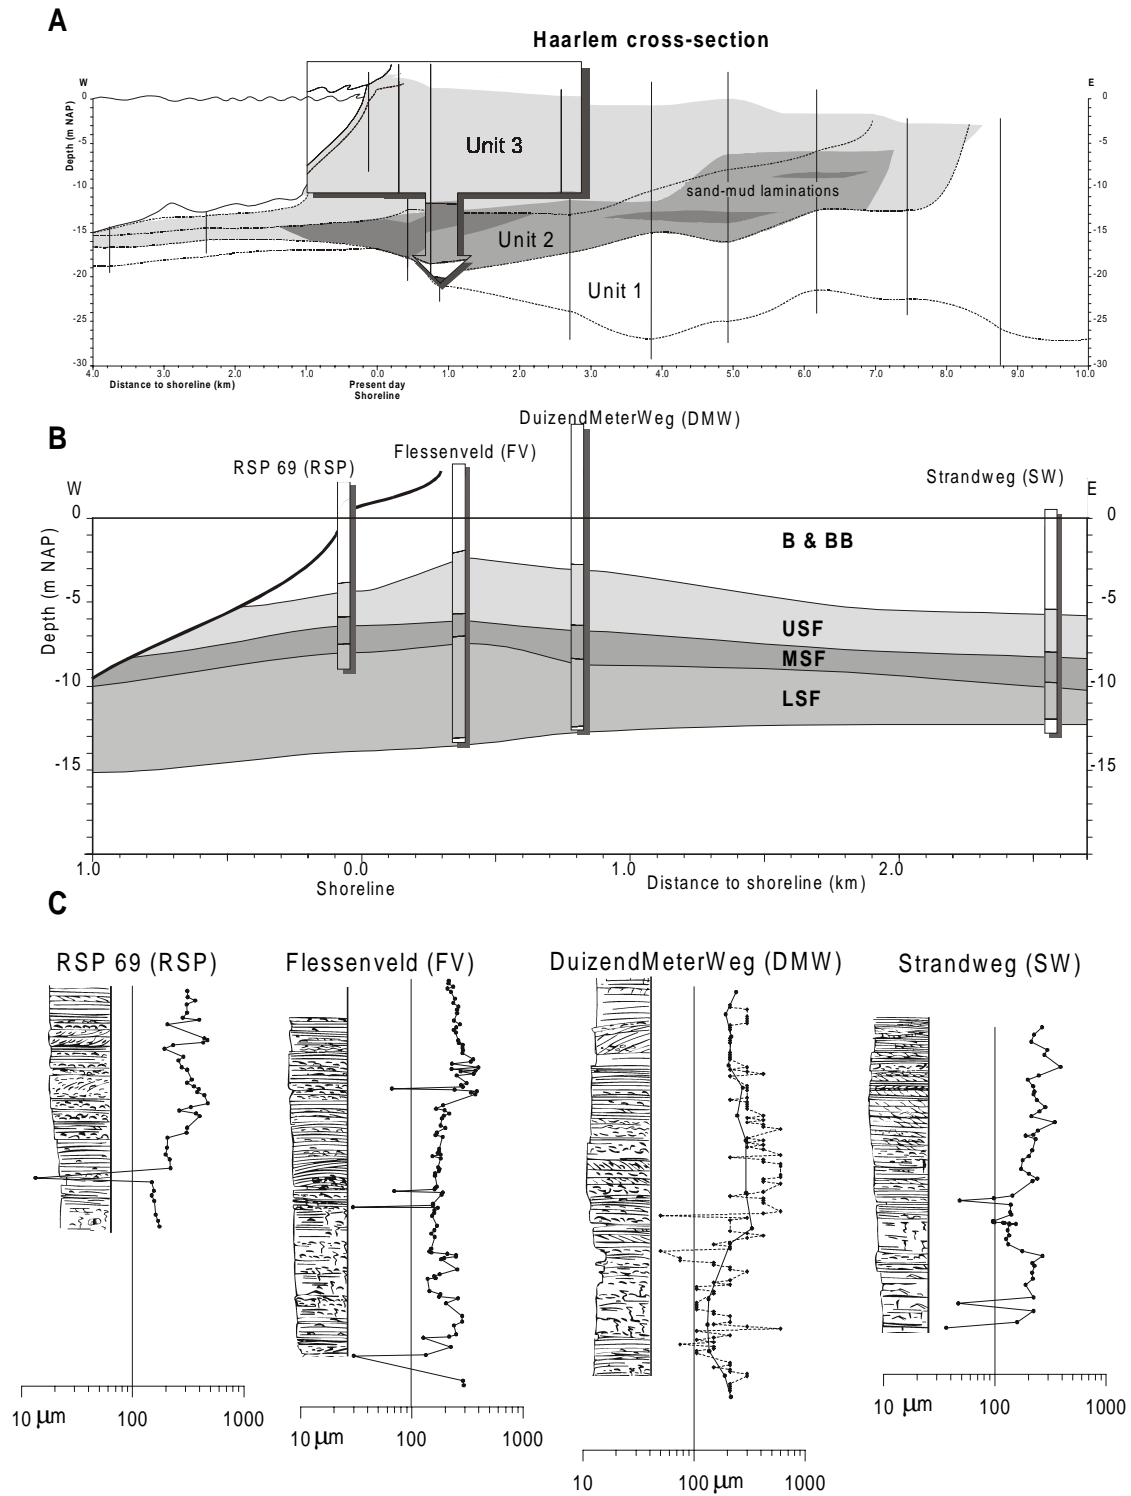 A
Haarlem cross-section
W
E
Depth (m NAP)
0
-5
-10
-15
-20
-25
-30
0
-5
-10
-15
-20
-25
-30
Unit 3
sand-mud laminations
Unit 2
Unit 1
4.0 3.0 2.0 1.0 0.0 1.0 2.0 3.0 4.0 5.0 6.0 7.0 8.0 9.0 10.0
Distance to shoreline (km)
Present day
Shoreline
B
DuizendMeterWeg (DMW)
Flessenveld (FV)
RSP 69 (RSP)
Strandweg (SW)
W
E
Depth (m NAP)
0
-5
-10
-15
0
-5
-10
-15
B & BB
USF
MSF
LSF
1.0 0.0 1.0 2.0
Shoreline
Distance to shoreline (km)
C
RSP 69 (RSP)
Flessenveld (FV)
DuizendMeterWeg (DMW)
Strandweg (SW)
10 µm 100 1000
10 µm 100 1000
10 100 µm 1000
10 µm 100 1000